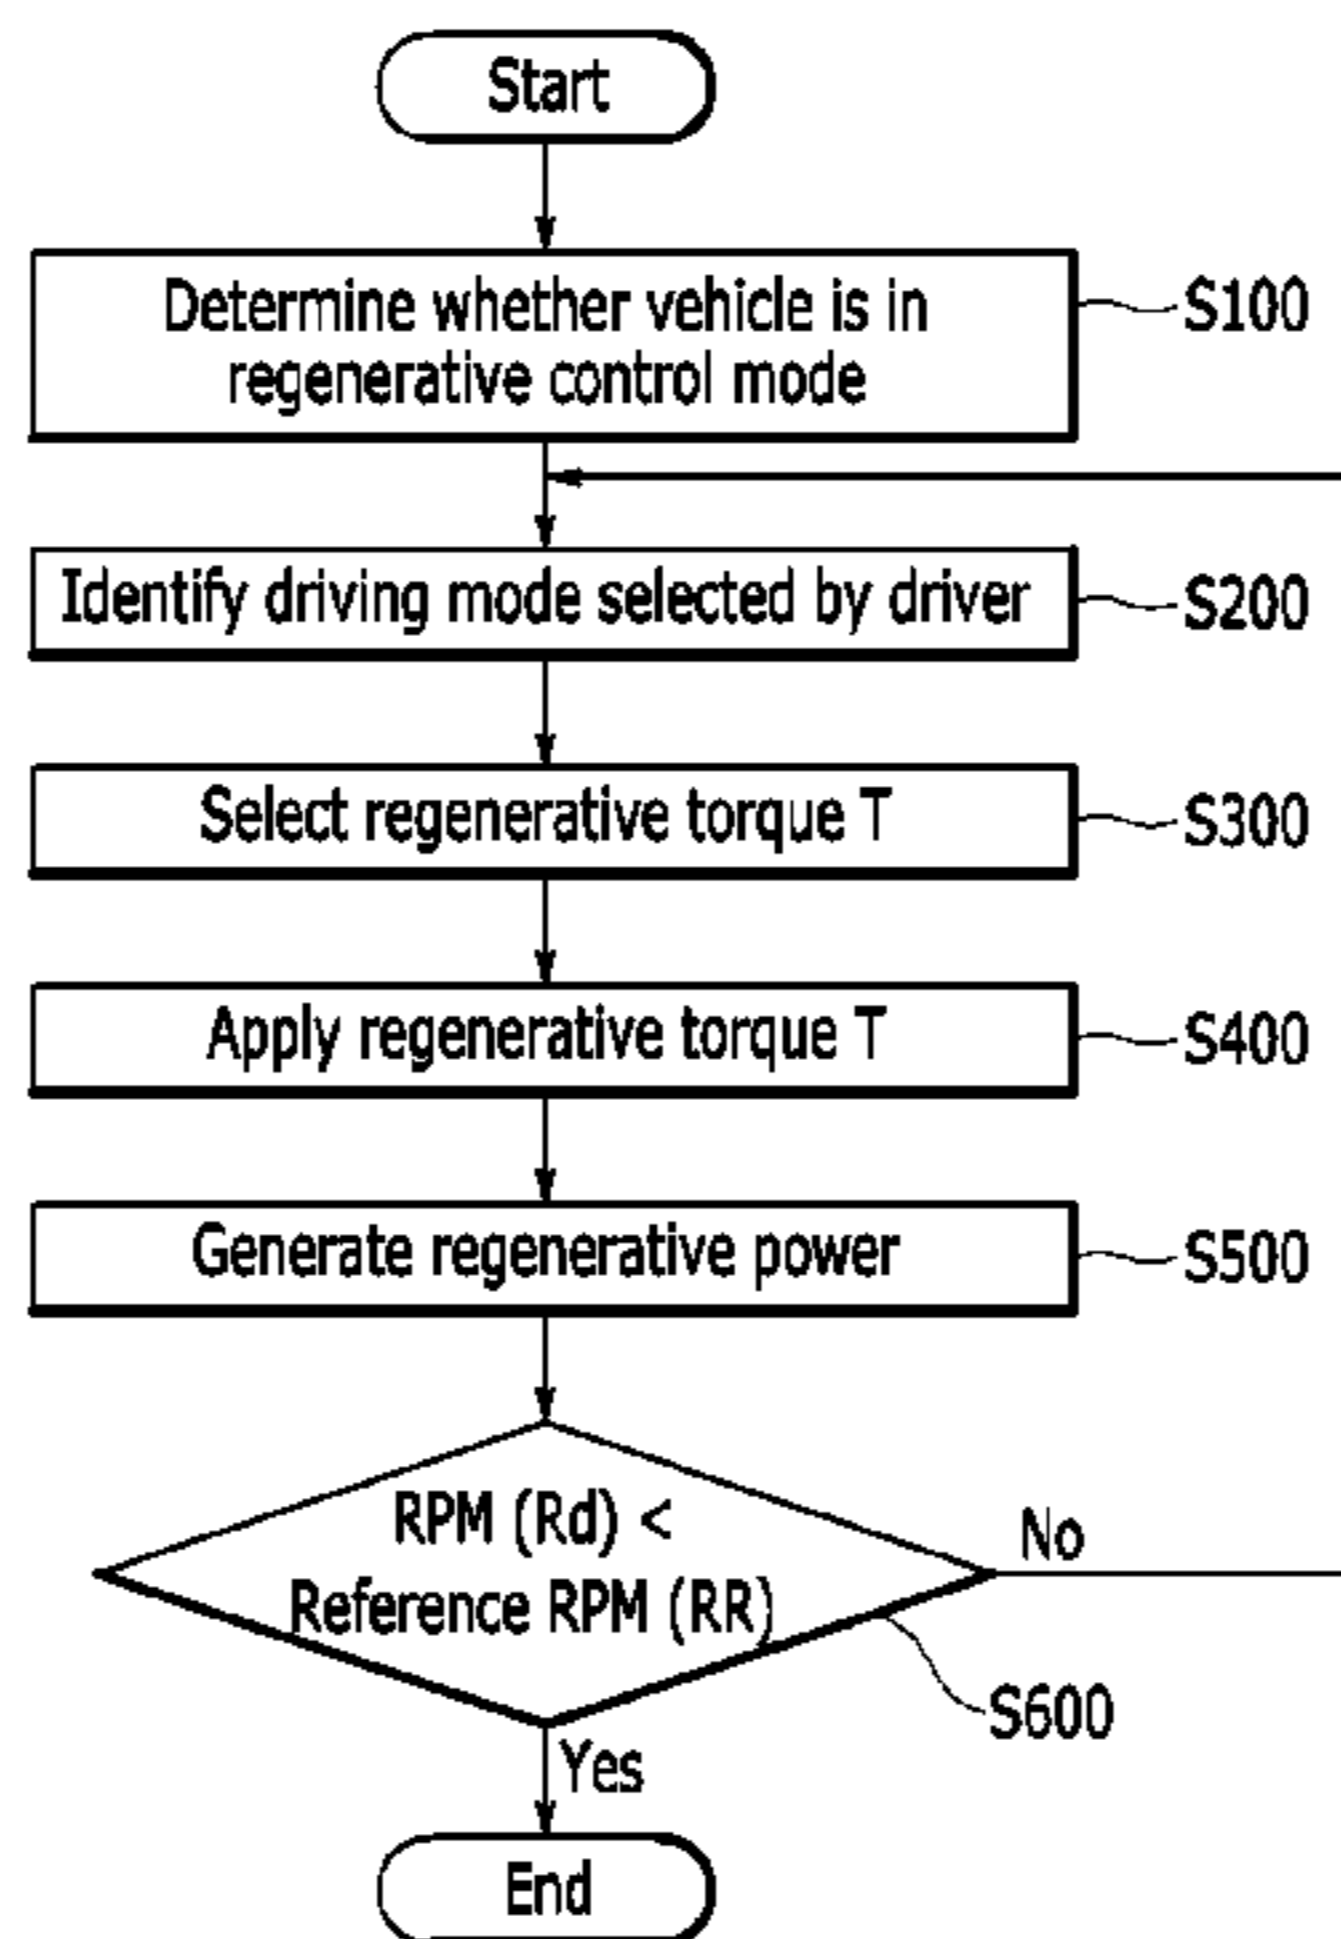 Start
Determine whether vehicle is in
regenerative control mode
S100
Identify driving mode selected by driver
S200
Select regenerative torque T
S300
Apply regenerative torque T
S400
Generate regenerative power
S500
RPM (Rd) <
Reference RPM (RR)
No
S600
Yes
End